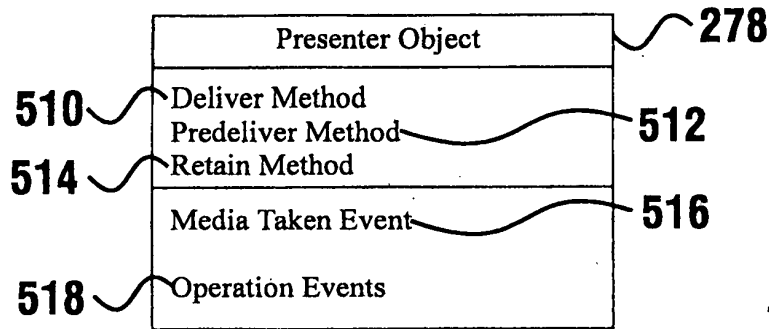 Presenter Object 278
510 Deliver Method
Predeliver Method 512
514 Retain Method
Media Taken Event 516
518 Operation Events